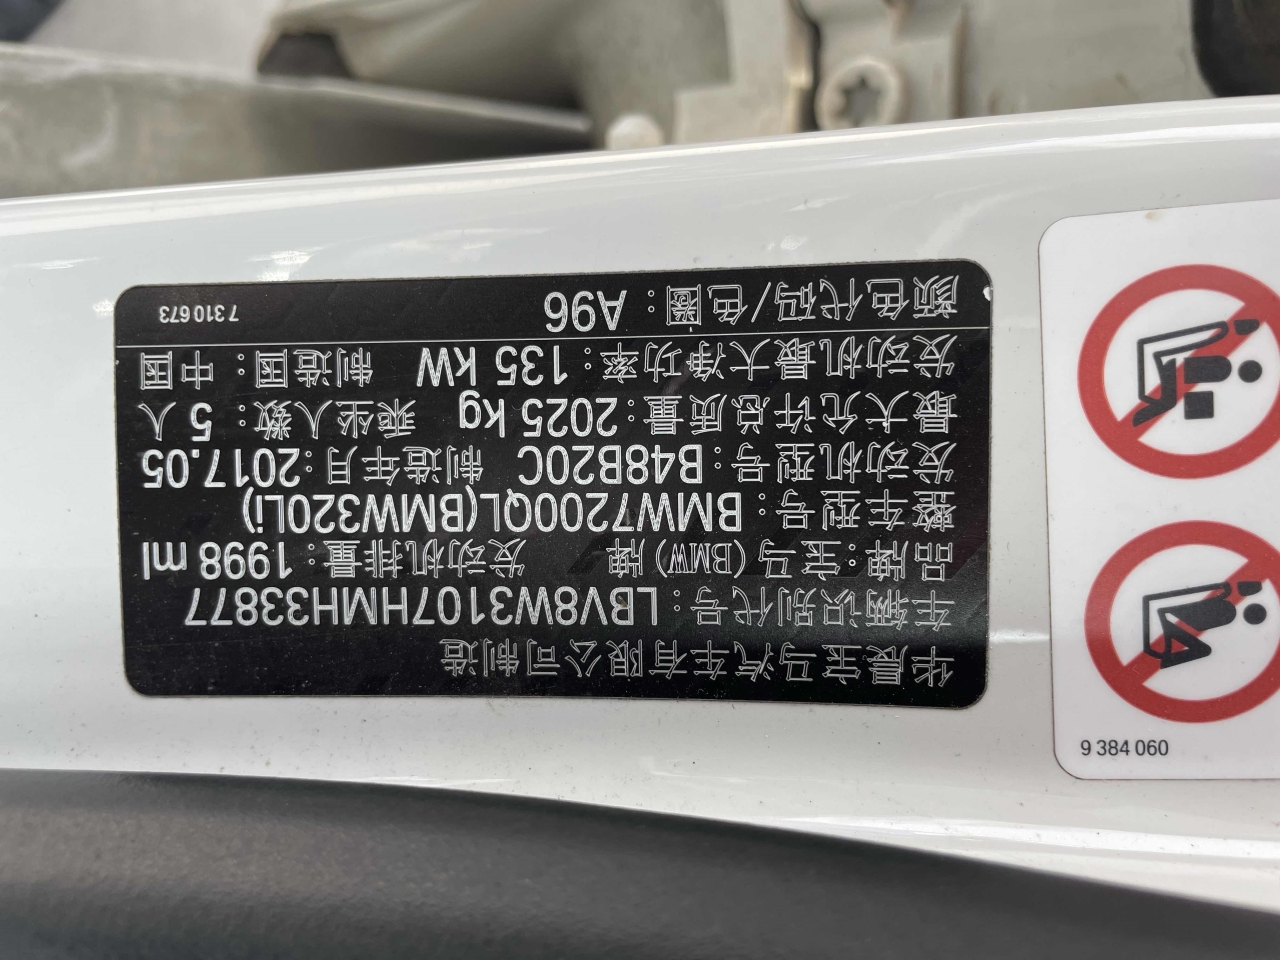 华晨宝马汽车有限公司制造
车辆识别代号：LBV8W3107HMH33877
品牌：宝马(BMW)牌 发动机排量：1998 ml
整车型号：BMW7200QL(BMW320Li)
发动机型号：B48B20C 制造年月：2017.05
最大允许总质量：2025 kg 乘坐人数：5 人
发动机最大净功率：135 kW 制造国：中国
颜色代码/色圈：A96 7 310 673
9 384 060